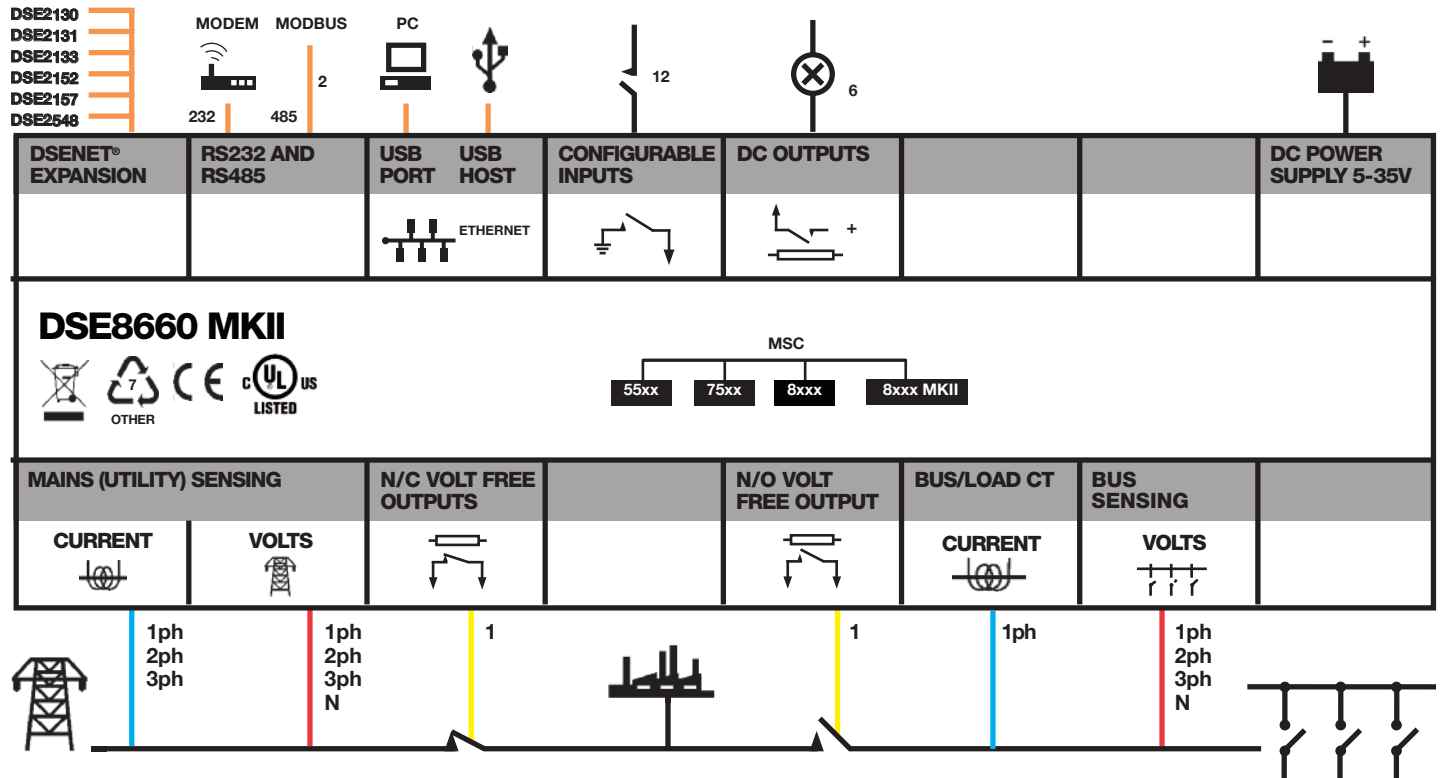 DSE2130
DSE2131
DSE2133
DSE2152
DSE2157
DSE2548
MODEM
MODBUS
PC
232
485
2
12
6
- +
DSENET®
EXPANSION
RS232 AND
RS485
USB
PORT
USB
HOST
CONFIGURABLE
INPUTS
DC OUTPUTS
DC POWER
SUPPLY 5-35V
ETHERNET
+
DSE8660 MKII
7
OTHER
CE
C UL US
LISTED
MSC
55xx
75xx
8xxx
8xxx MKII
MAINS (UTILITY) SENSING
N/C VOLT FREE
OUTPUTS
N/O VOLT
FREE OUTPUT
BUS/LOAD CT
BUS
SENSING
CURRENT
VOLTS
CURRENT
VOLTS
1ph
2ph
3ph
1ph
2ph
3ph
N
1
1
1ph
1ph
2ph
3ph
N